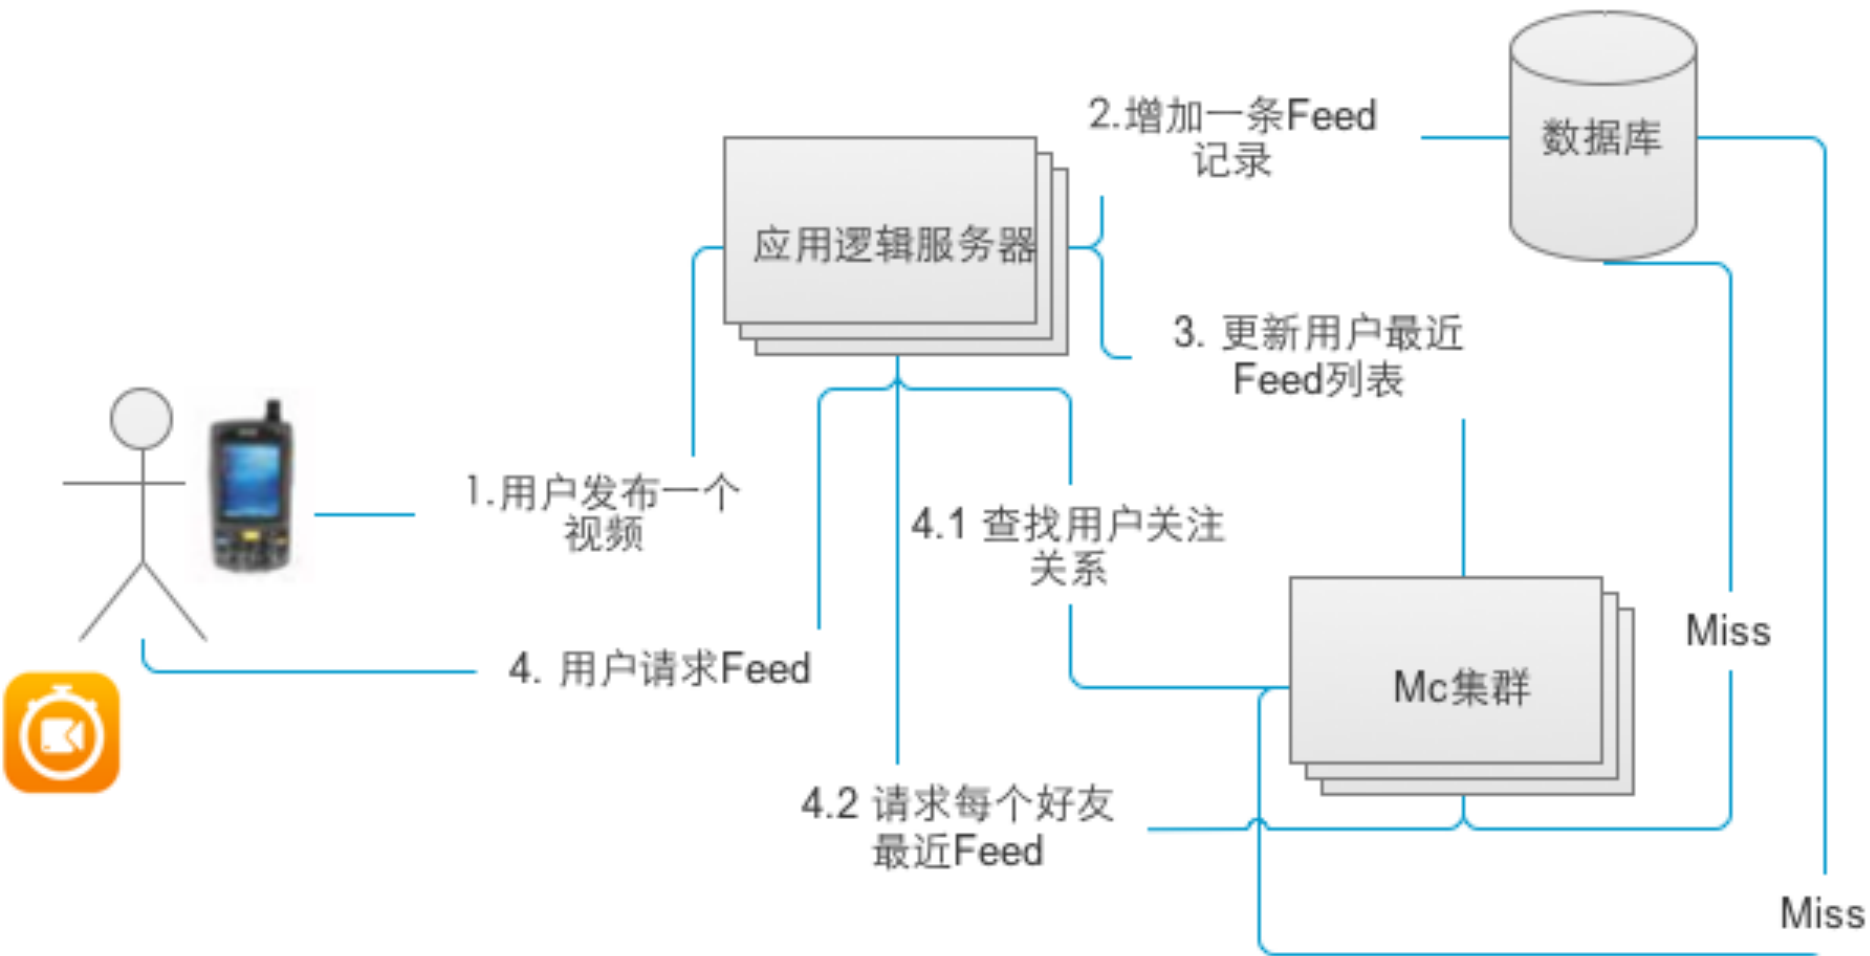 2.增加一条Feed
记录
数据库
应用逻辑服务器
3. 更新用户最近
Feed列表
1.用户发布一个
视频
4.1 查找用户关注
关系
4. 用户请求Feed
Miss
Mc集群
4.2 请求每个好友
最近Feed
Miss